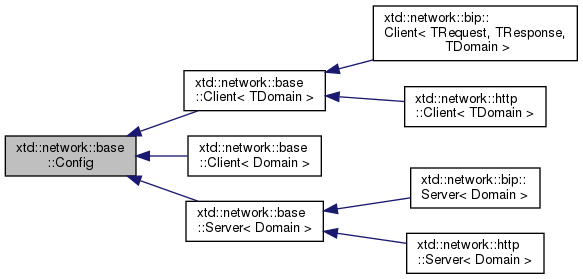 xtd::network::base
::Config
xtd::network::base
::Client< TDomain >
xtd::network::bip::
Client< TRequest, TResponse,
TDomain >
xtd::network::http
::Client< TDomain >
xtd::network::base
::Client< Domain >
xtd::network::base
::Server< Domain >
xtd::network::bip::
Server< Domain >
xtd::network::http
::Server< Domain >